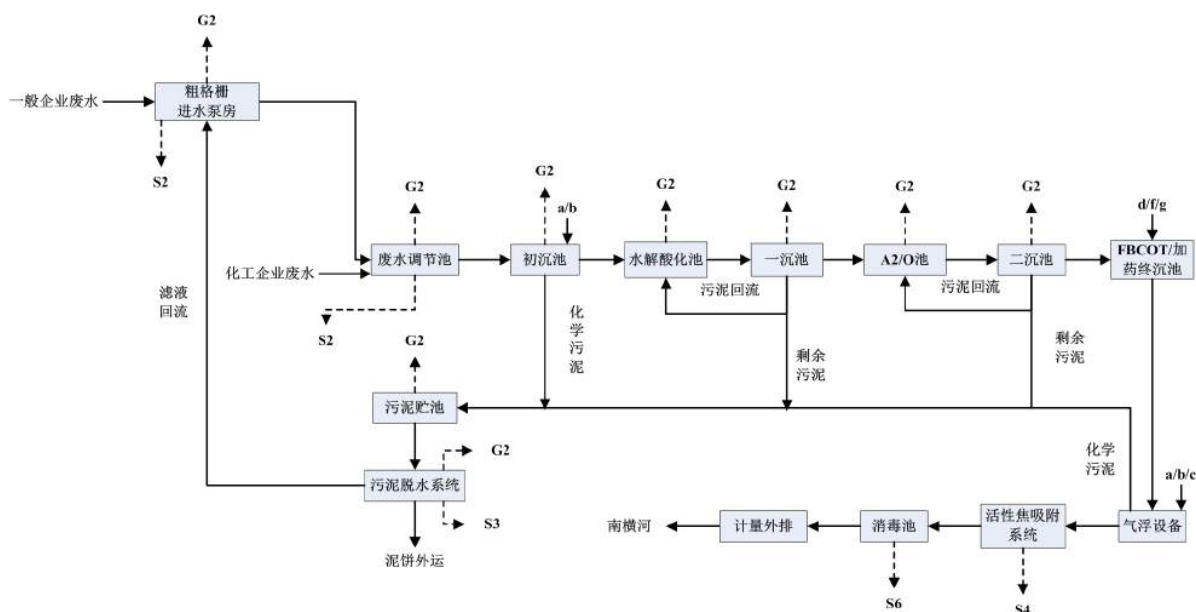 G2
粗格栅
进水泵房
一般企业废水
S2
G2
G2
G2
G2
G2
G2
a/b
d/f/g
废水调节池
初沉池
水解酸化池
一沉池
A2/O池
二沉池
FBCOT/加
药终沉池
化工企业废水
滤液
回流
污泥回流
污泥回流
S2
G2
化
学
污
泥
剩余
污泥
剩余
污泥
污泥贮池
化学
污泥
G2
a/b/c
污泥脱水系统
S3
南横河
计量外排
消毒池
活性焦吸附
系统
气浮设备
泥饼外运
S6
S4